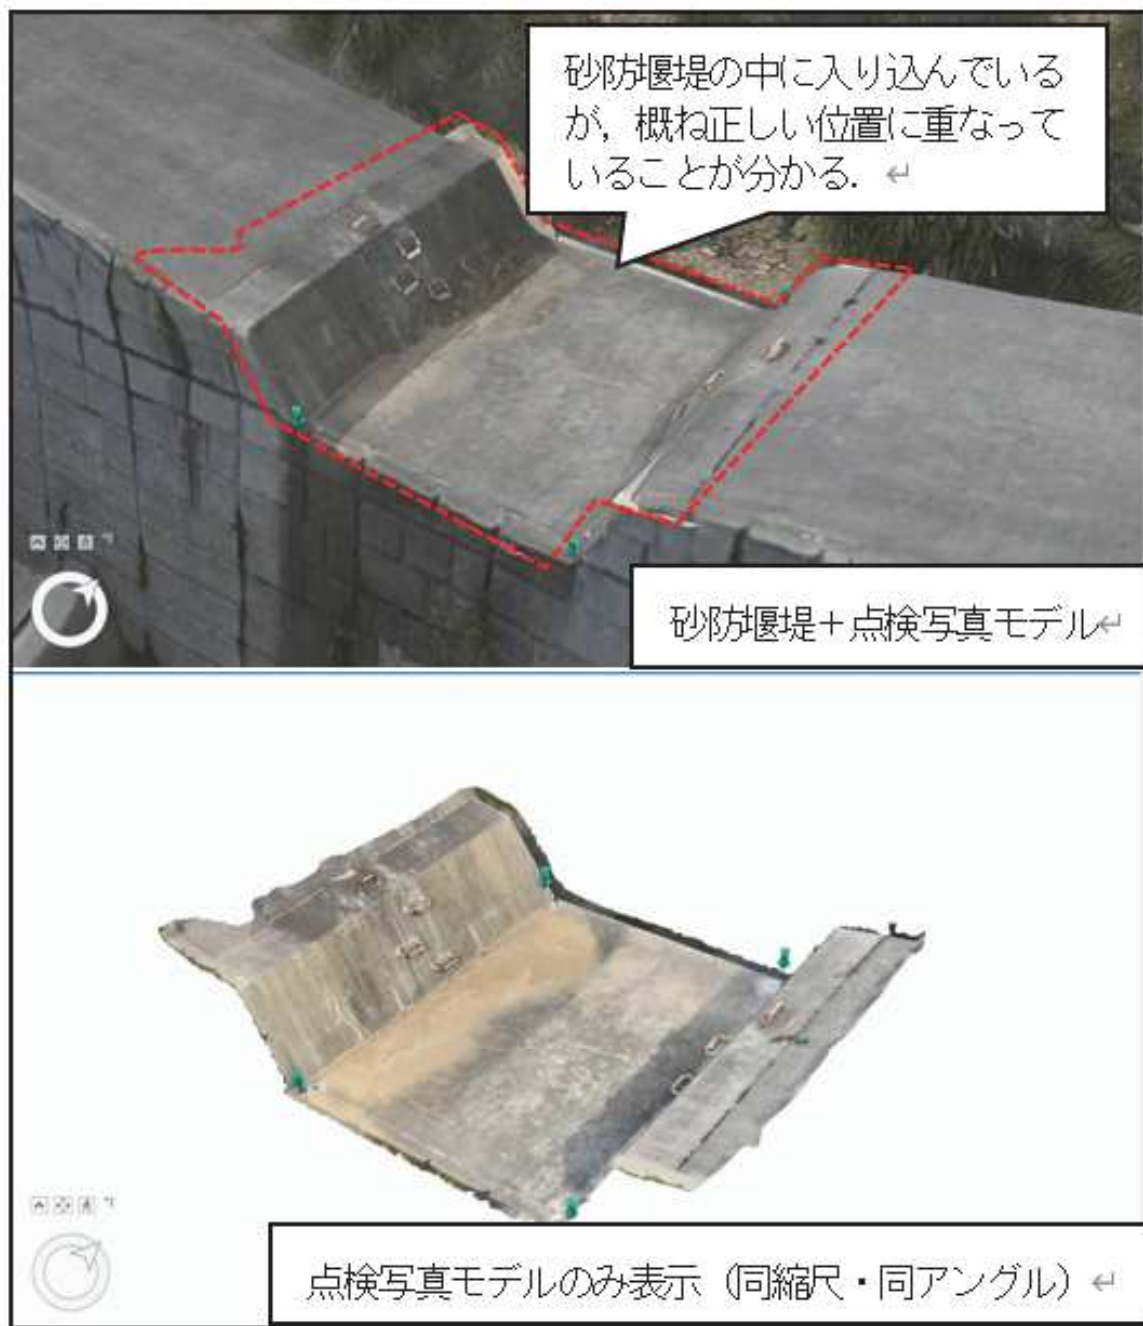 砂防堰堤の中に入り込んでいる
が，概ね正しい位置に重なって
いることが分かる．↵
砂防堰堤＋点検写真モデル↵
点検写真モデルのみ表示（同縮尺・同アングル）↵